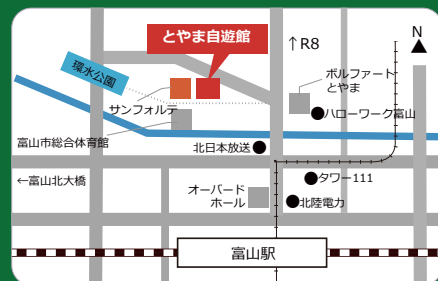 とやま自遊館
↑R8
N
環水公園
ボルファート
とやま
サンフォルテ
ハローワーク富山
富山市総合体育館
北日本放送
←富山北大橋
タワー111
オーバード
ホール
北陸電力
富山駅